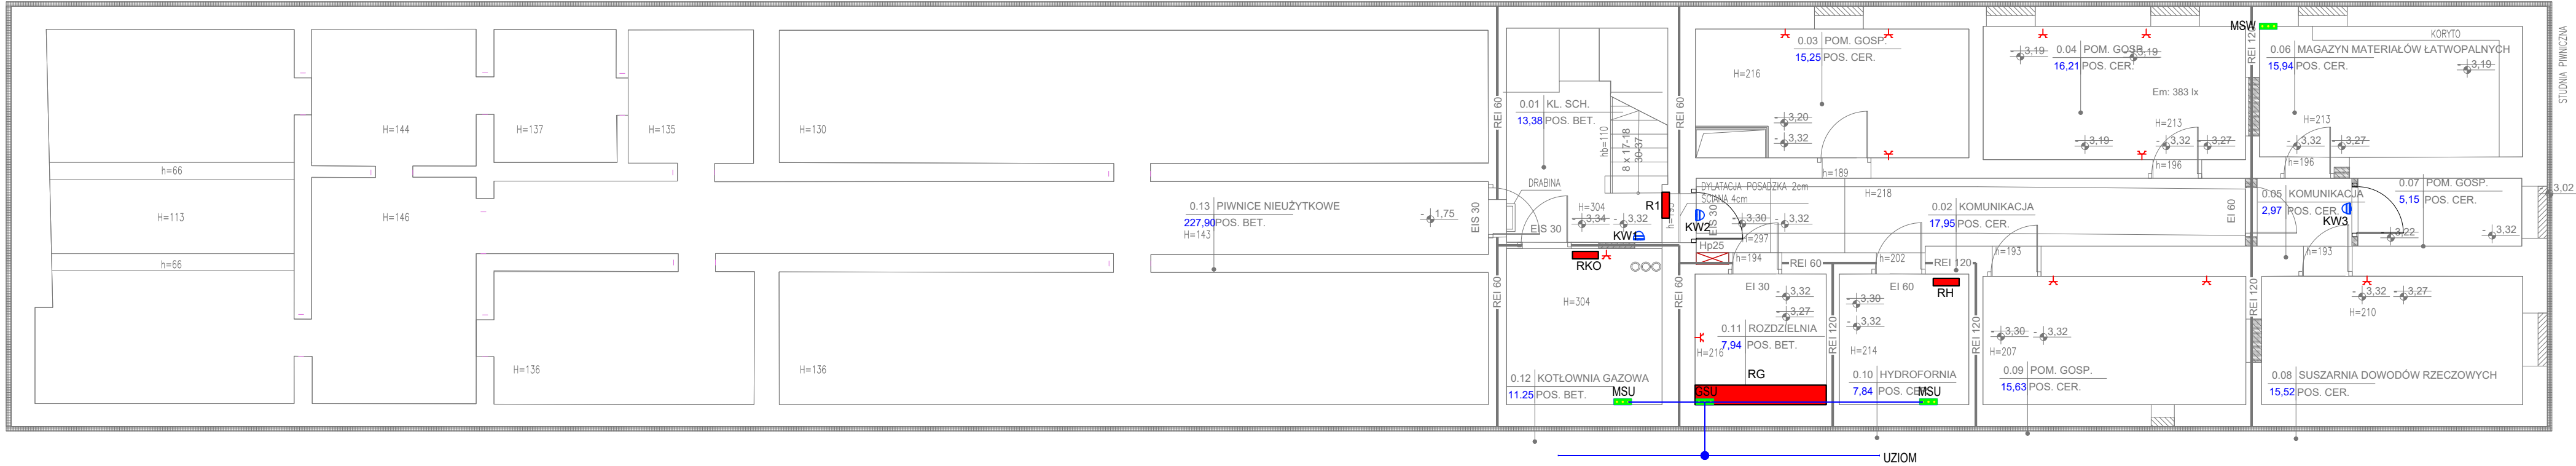 H=144
H=137
H=135
H=130
h=66
H=113
H=146
h=66
H=136
H=136
0.13 PIWNICE NIEUŻYTKOWE
227,90 POS. BET.
H=143
- 1,75
EIS 30
REI 60
REI 60
0.01 KL. SCH.
13,38 POS. BET.
hb=110
8 x 17-18
30-37
DRABINA
H=304
- 3,34
- 3,32
EIS 30
R1
h=195
KW1
RKO
H=304
0.12 KOTŁOWNIA GAZOWA
11.25 POS. BET.
MSU
REI 60
REI 60
0.03 POM. GOSP.
15,25 POS. CER.
H=216
- 3,20
- 3,32
h=189
DYLATACJA POSADZKA 2cm
ŚCIANA 4cm
KW2
EIS 30
- 3,30
- 3,32
H=297
Hp25
h=194
REI 60
H=218
0.02 KOMUNIKACJA
17,95 POS. CER.
h=202
REI 120
h=193
EI 30
- 3,32
- 3,27
0.11 ROZDZIELNIA
7,94 POS. BET.
H=216
RG
GSU
REI 120
EI 60
RH
- 3,30
- 3,32
H=214
0.10 HYDROFORNIA
7,84 POS. CER.
MSU
REI 120
- 3,30
- 3,32
H=207
0.09 POM. GOSP.
15,63 POS. CER.
- 3,19
0.04 POM. GOSP.
16,21 POS. CER.
- 3,19
Em: 383 lx
H=213
- 3,19
- 3,32
- 3,27
h=196
EI 60
REI 120
MSW
KORYTO
0.06 MAGAZYN MATERIAŁÓW ŁATWOPALNYCH
15,94 POS. CER.
- 3,19
H=213
- 3,32
- 3,27
h=196
0.05 KOMUNIKACJA
2,97 POS. CER.
KW3
0.07 POM. GOSP.
5,15 POS. CER.
- 3,22
- 3,32
h=193
- 3,02
STUDNIA PIWNICZNA
REI 120
- 3,32
- 3,27
H=210
0.08 SUSZARNIA DOWODÓW RZECZOWYCH
15,52 POS. CER.
UZIOM